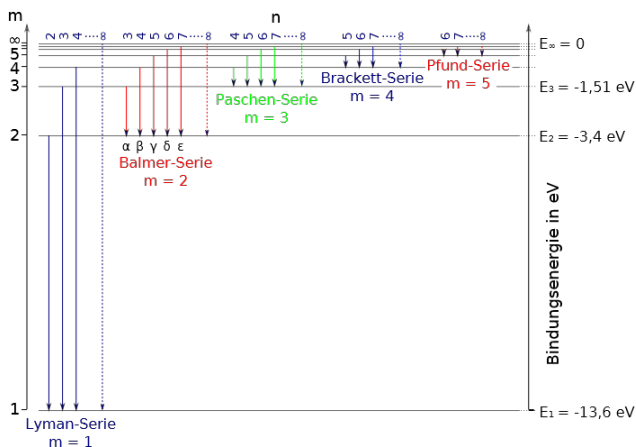 m
n
2 3 4 ····∞
3 4 5 6 7 ····∞
4 5 6 7 ····∞
5 6 7 ····∞
6 7 ····∞
∞
5
4
3
2
1
E∞ = 0
E₃ = -1,51 eV
E₂ = -3,4 eV
E₁ = -13,6 eV
Pfund-Serie
m = 5
Brackett-Serie
m = 4
Paschen-Serie
m = 3
α β γ δ ε
Balmer-Serie
m = 2
Lyman-Serie
m = 1
Bindungsenergie in eV